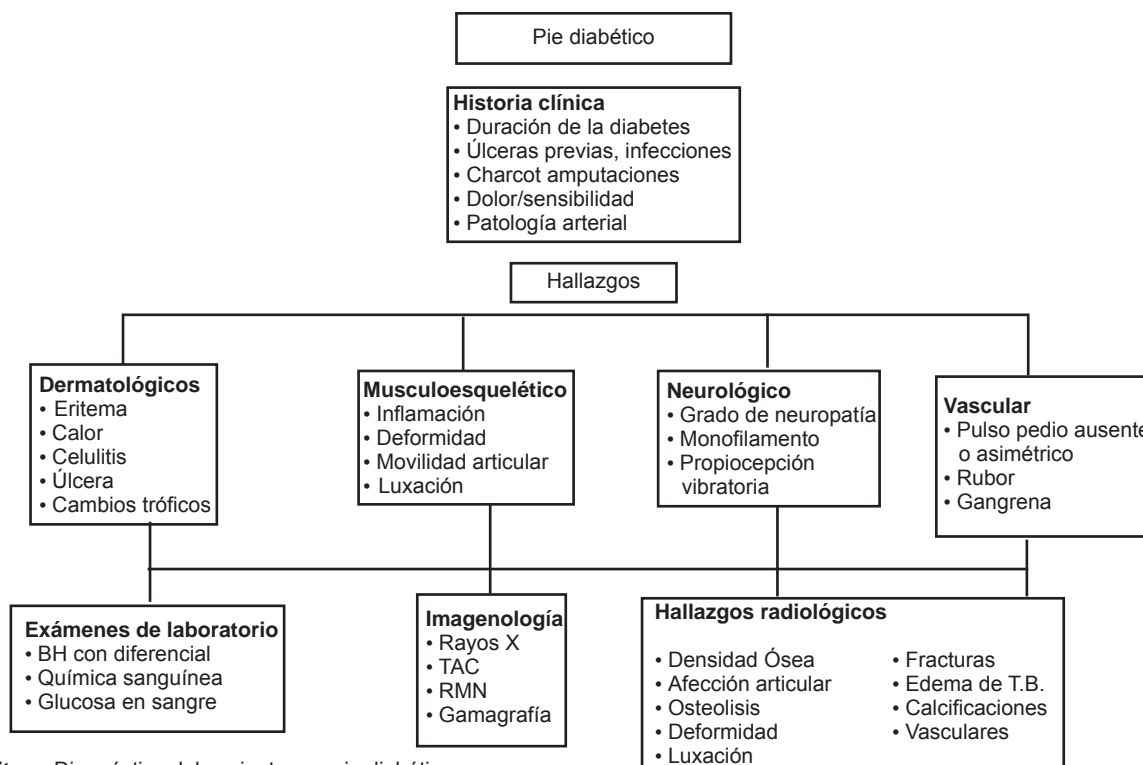 Pie diabético
Historia clínica
• Duración de la diabetes
• Úlceras previas, infecciones
• Charcot amputaciones
• Dolor/sensibilidad
• Patología arterial
Hallazgos
Dermatológicos
• Eritema
• Calor
• Celulitis
• Úlcera
• Cambios tróficos
Musculoesquelético
• Inflamación
• Deformidad
• Movilidad articular
• Luxación
Neurológico
• Grado de neuropatía
• Monofilamento
• Propiocepción
vibratoria
Vascular
• Pulso pedio ausente
o asimétrico
• Rubor
• Gangrena
Exámenes de laboratorio
• BH con diferencial
• Química sanguínea
• Glucosa en sangre
Imagenología
• Rayos X
• TAC
• RMN
• Gamagrafía
Hallazgos radiológicos
• Densidad Ósea
• Afección articular
• Osteolisis
• Deformidad
• Luxación
• Fracturas
• Edema de T.B.
• Calcificaciones
• Vasculares